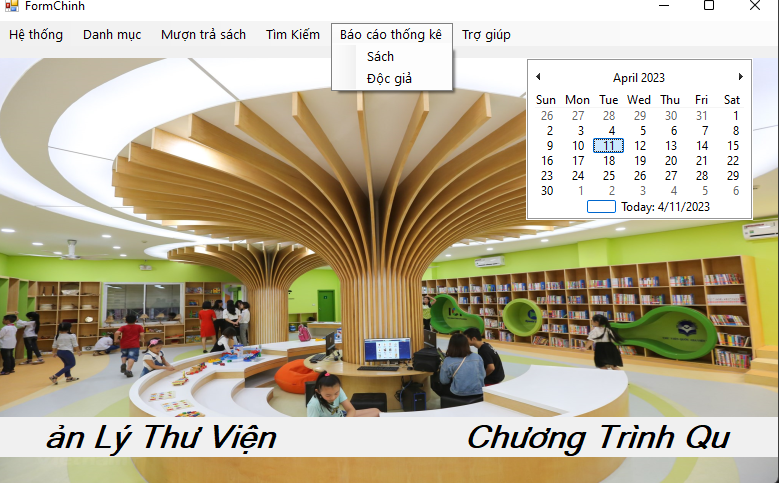 FormChinh
Hệ thống Danh mục Mượn trả sách Tìm Kiếm Báo cáo thống kê Trợ giúp
Sách
Độc giả
April 2023
Sun Mon Tue Wed Thu Fri Sat
26 27 28 29 30 31 1
2 3 4 5 6 7 8
9 10 11 12 13 14 15
16 17 18 19 20 21 22
23 24 25 26 27 28 29
30 1 2 3 4 5 6
Today: 4/11/2023
ản Lý Thư Viện Chương Trình Qu